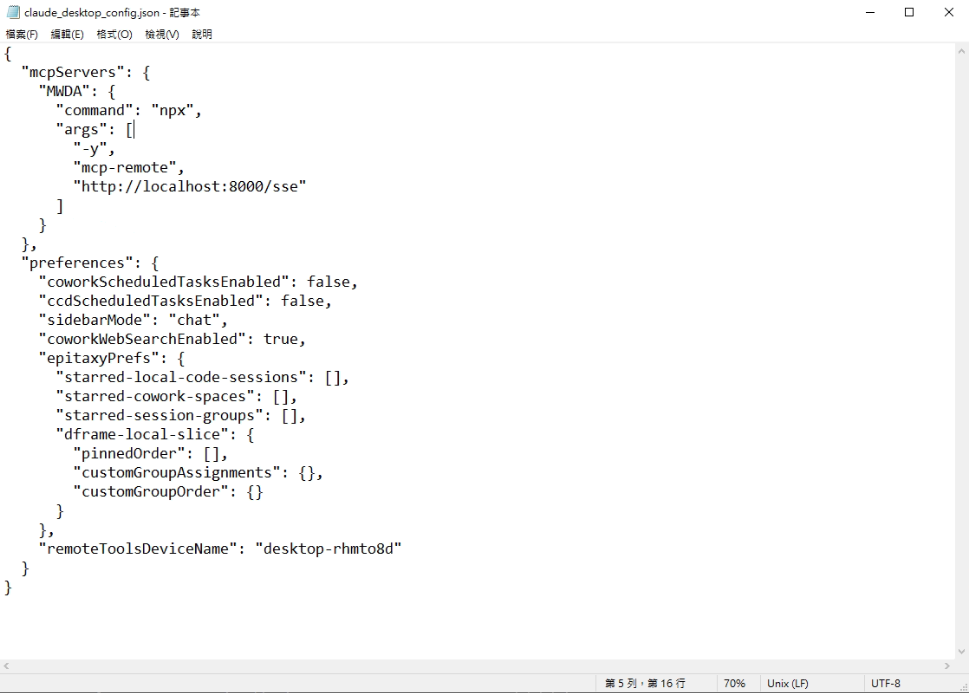 claude_desktop_config.json - 記事本
檔案(F) 編輯(E) 格式(O) 檢視(V) 說明
{
  "mcpServers": {
    "MWDA": {
      "command": "npx",
      "args": [
        "-y",
        "mcp-remote",
        "http://localhost:8000/sse"
      ]
    }
  },
  "preferences": {
    "coworkScheduledTasksEnabled": false,
    "ccdScheduledTasksEnabled": false,
    "sidebarMode": "chat",
    "coworkWebSearchEnabled": true,
    "epitaxyPrefs": {
      "starred-local-code-sessions": [],
      "starred-cowork-spaces": [],
      "starred-session-groups": [],
      "dframe-local-slice": {
        "pinnedOrder": [],
        "customGroupAssignments": {},
        "customGroupOrder": {}
      }
    },
    "remoteToolsDeviceName": "desktop-rhmto8d"
  }
}
第 5 列，第 16 行 70% Unix (LF) UTF-8